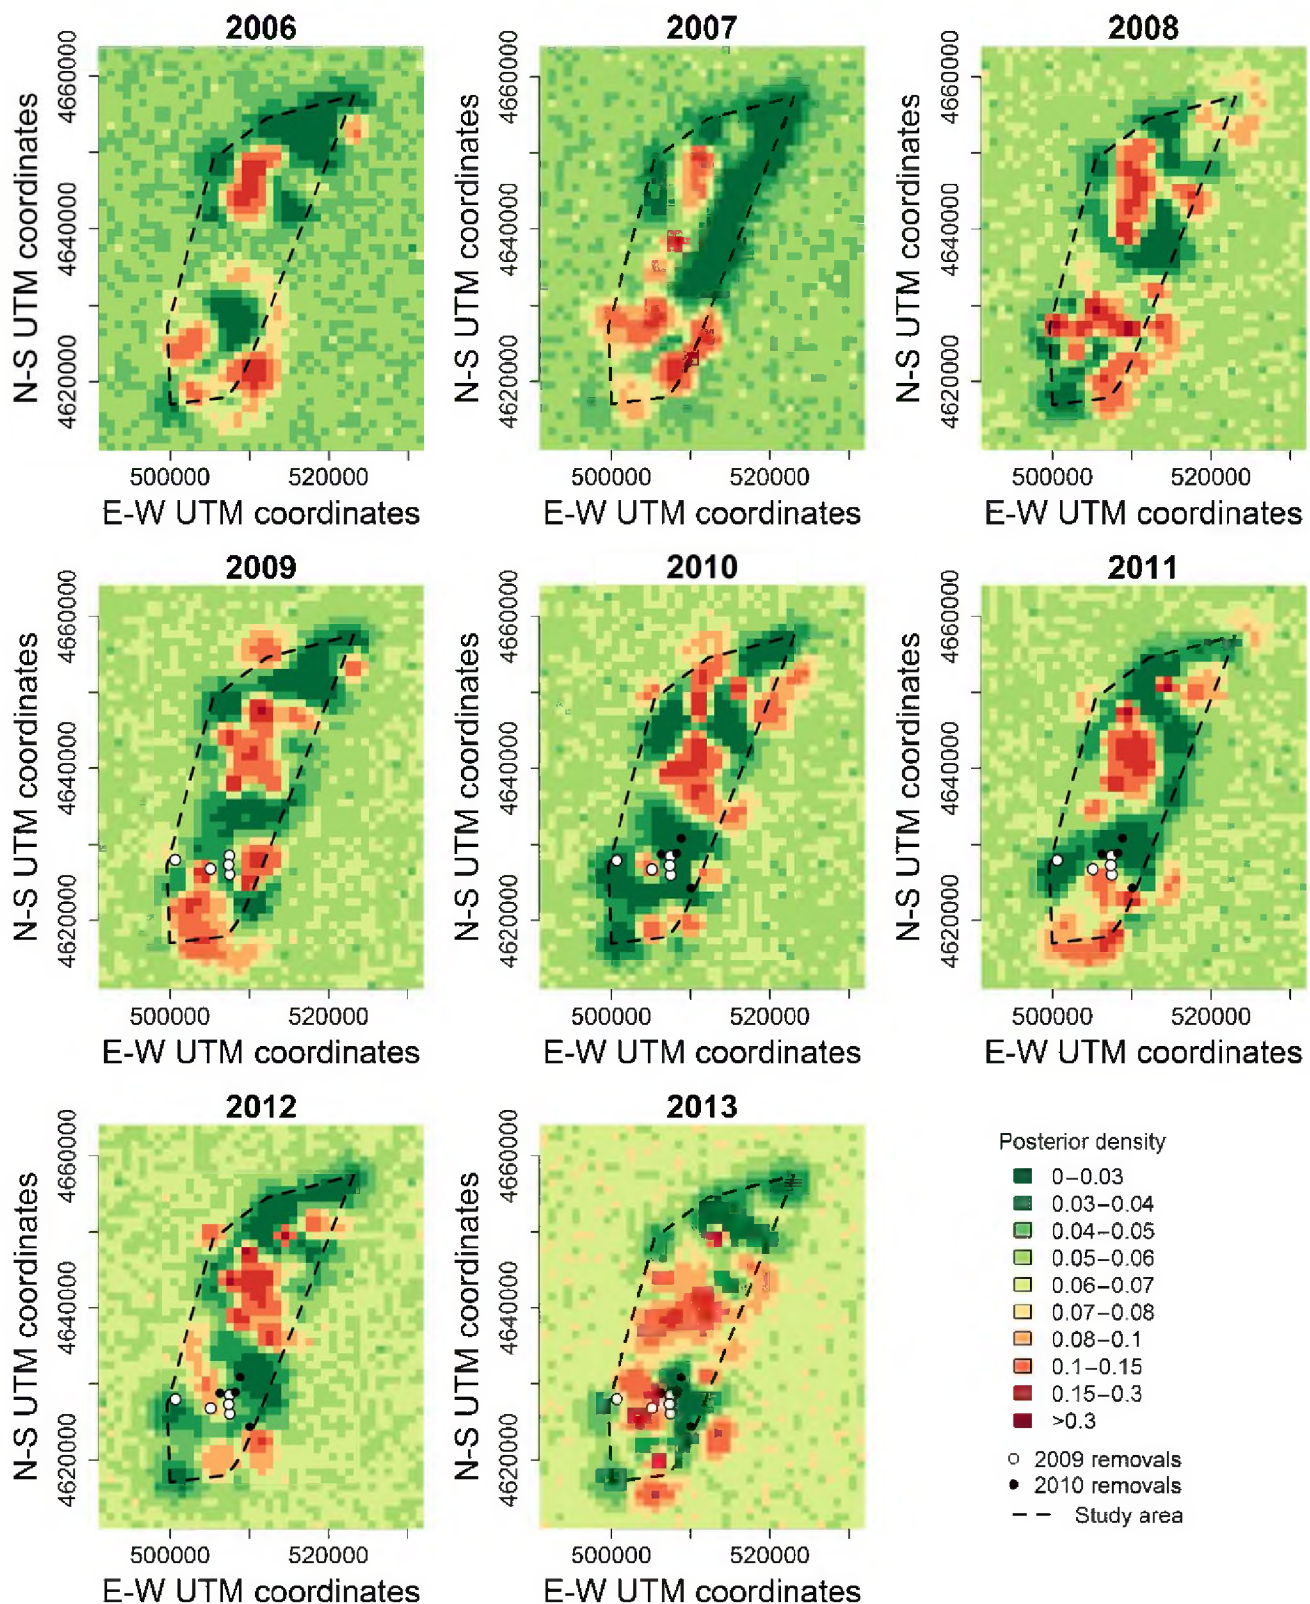 2006
2007
2008
N-S UTM coordinates
4660000
4640000
4620000
N-S UTM coordinates
4660000
4640000
4620000
N-S UTM coordinates
4660000
4640000
4620000
500000 520000
500000 520000
500000 520000
E-W UTM coordinates
E-W UTM coordinates
E-W UTM coordinates
2009
2010
2011
N-S UTM coordinates
4660000
4640000
4620000
N-S UTM coordinates
4660000
4640000
4620000
N-S UTM coordinates
4660000
4640000
4620000
500000 520000
500000 520000
500000 520000
E-W UTM coordinates
E-W UTM coordinates
E-W UTM coordinates
2012
2013
N-S UTM coordinates
4660000
4640000
4620000
N-S UTM coordinates
4660000
4640000
4620000
500000 520000
500000 520000
E-W UTM coordinates
E-W UTM coordinates
Posterior density
0–0.03
0.03–0.04
0.04–0.05
0.05–0.06
0.06–0.07
0.07–0.08
0.08–0.1
0.1–0.15
0.15–0.3
>0.3
2009 removals
2010 removals
Study area